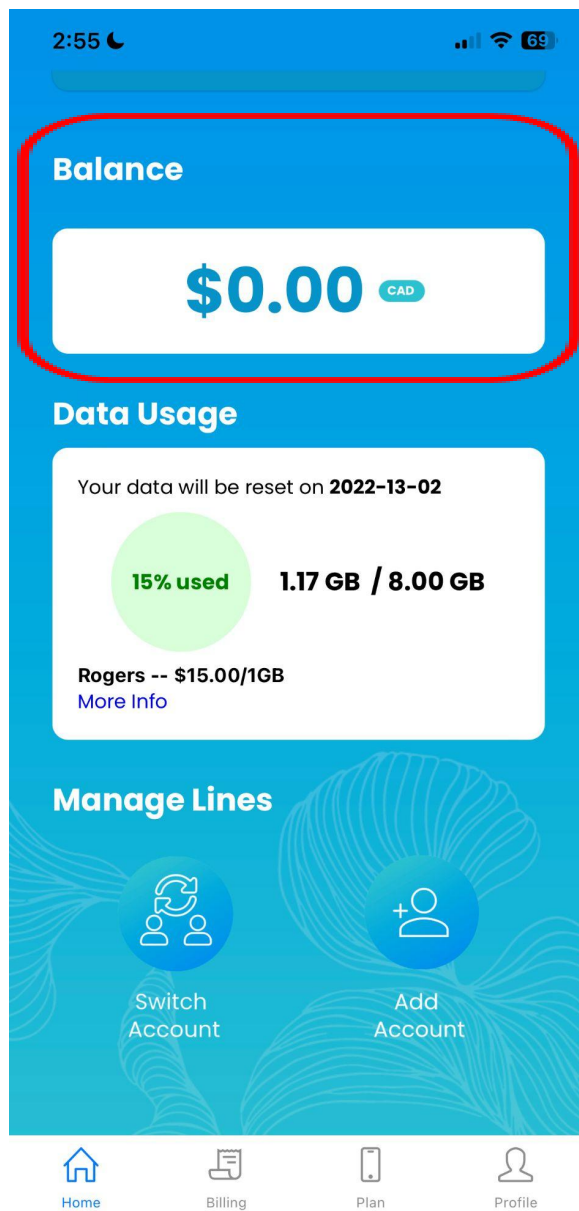 2:55
69
Balance
$0.00 CAD
Data Usage
Your data will be reset on 2022-13-02
15% used
1.17 GB / 8.00 GB
Rogers -- $15.00/1GB
More Info
Manage Lines
Switch
Account
Add
Account
Home
Billing
Plan
Profile